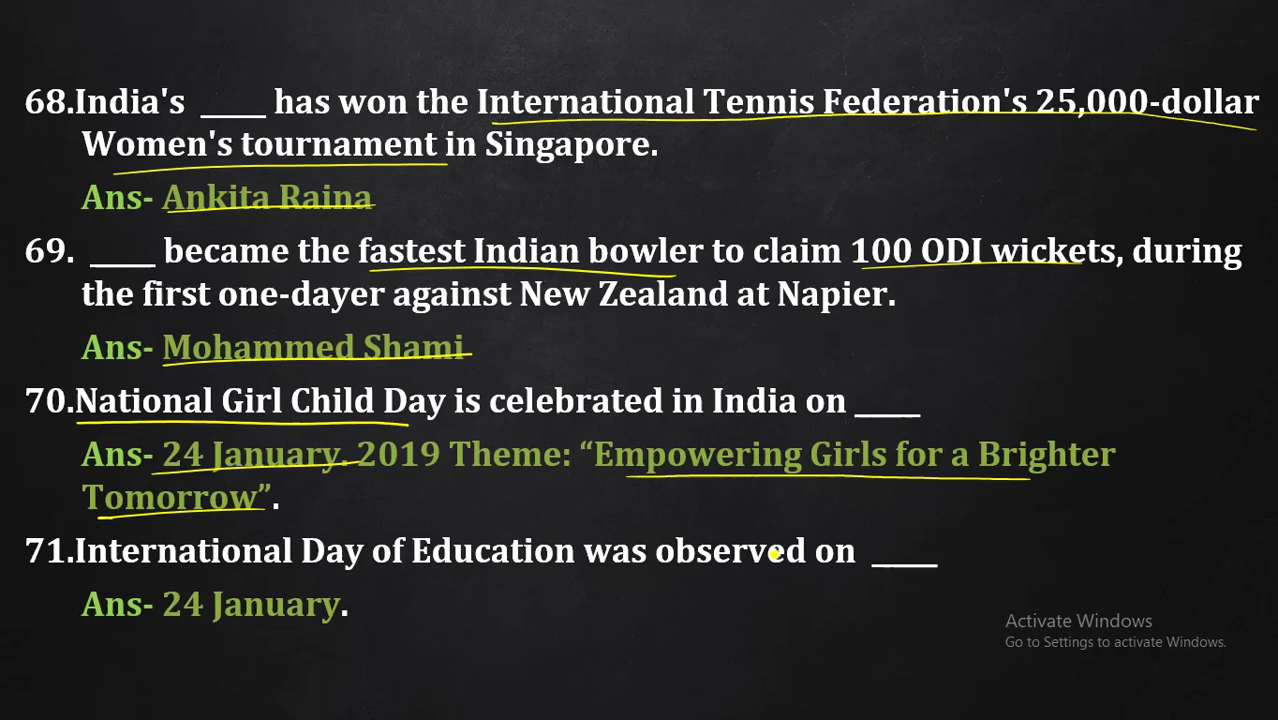 68.India's _____ has won the International Tennis Federation's 25,000-dollar
Women's tournament in Singapore.
Ans- Ankita Raina
69. _____ became the fastest Indian bowler to claim 100 ODI wickets, during
the first one-dayer against New Zealand at Napier.
Ans- Mohammed Shami
70.National Girl Child Day is celebrated in India on _____
Ans- 24 January. 2019 Theme: “Empowering Girls for a Brighter
Tomorrow”.
71.International Day of Education was observed on _____
Ans- 24 January.
Activate Windows
Go to Settings to activate Windows.